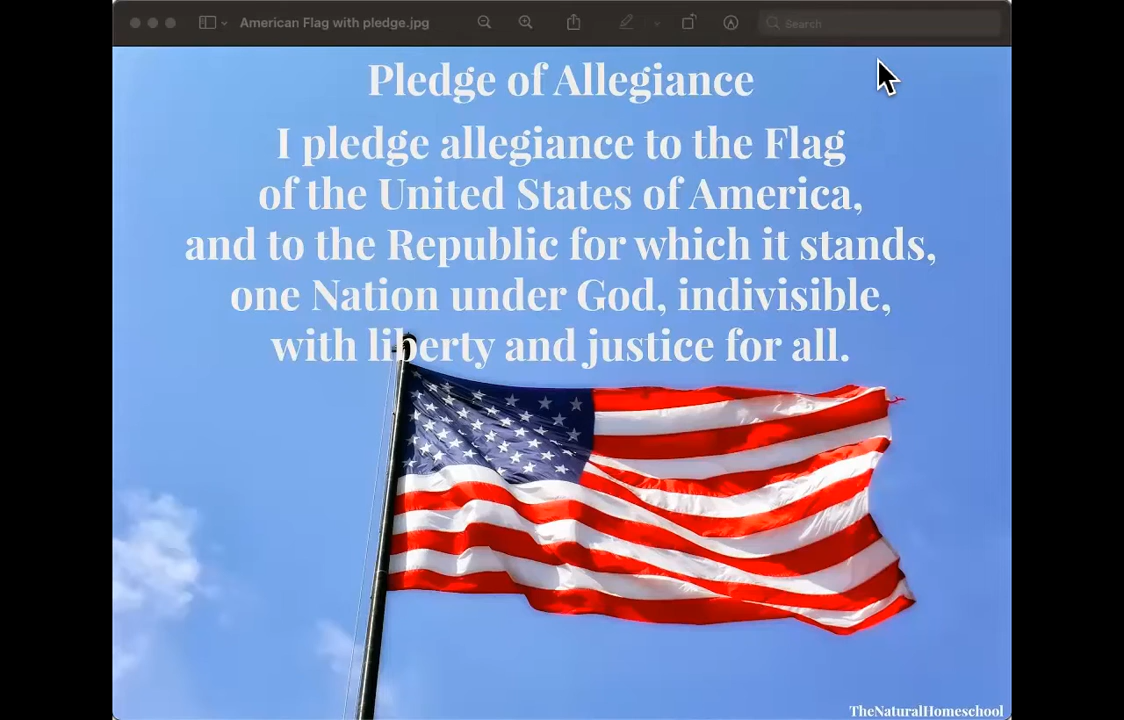 American Flag with pledge.jpg
Search
Pledge of Allegiance
I pledge allegiance to the Flag
of the United States of America,
and to the Republic for which it stands,
one Nation under God, indivisible,
with liberty and justice for all.
TheNaturalHomeschool